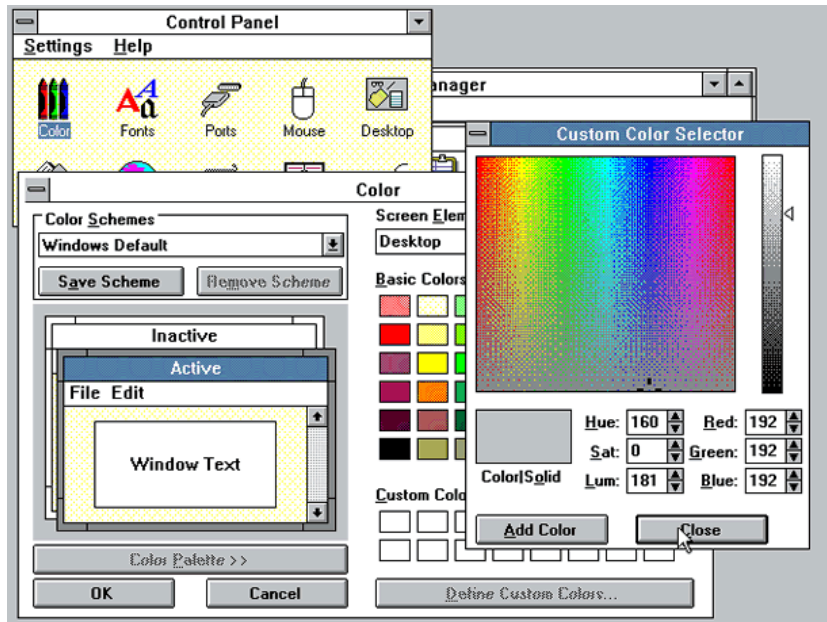 Control Panel
Settings Help
Color Fonts Ports Mouse Desktop
anager
Color
Color Schemes
Windows Default
Save Scheme Remove Scheme
Inactive
Active
File Edit
Window Text
Color Palette >>
OK Cancel
Screen Elem
Desktop
Basic Colors
Custom Colo
Define Custom Colors...
Custom Color Selector
Color|Solid
Hue: 160 Red: 192
Sat: 0 Green: 192
Lum: 181 Blue: 192
Add Color Close